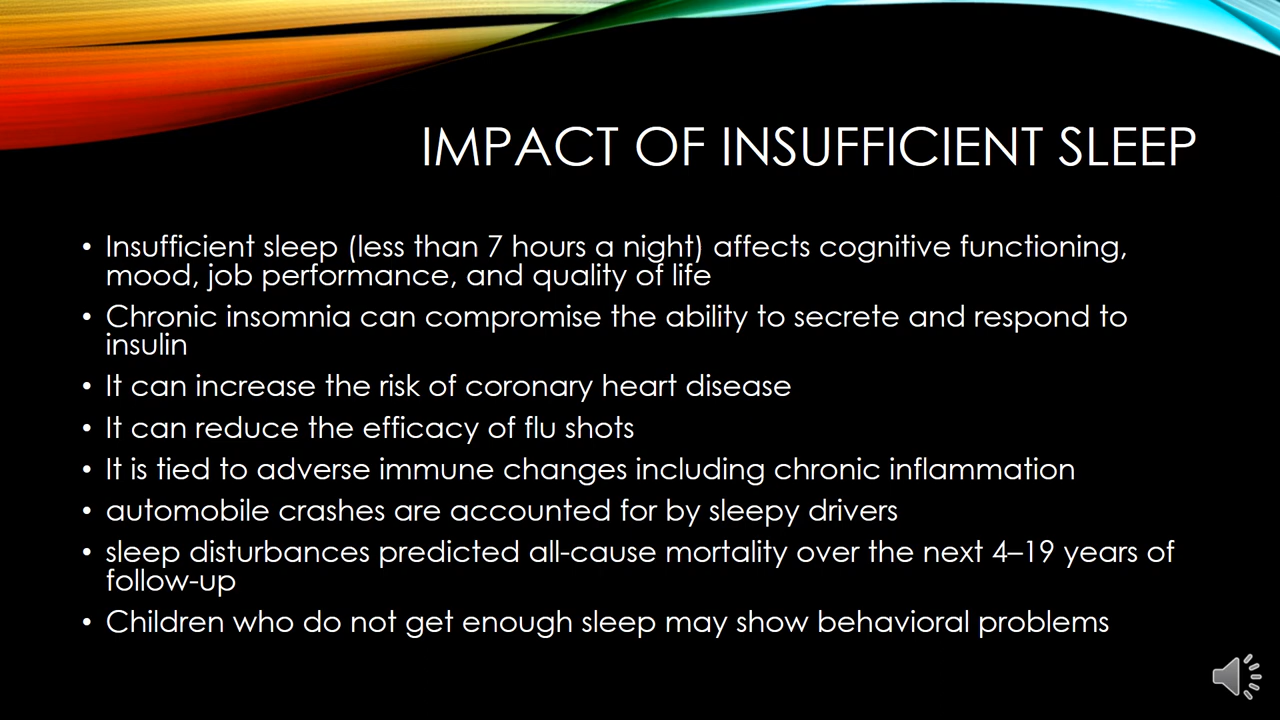 IMPACT OF INSUFFICIENT SLEEP
• Insufficient sleep (less than 7 hours a night) affects cognitive functioning,
mood, job performance, and quality of life
• Chronic insomnia can compromise the ability to secrete and respond to
insulin
• It can increase the risk of coronary heart disease
• It can reduce the efficacy of flu shots
• It is tied to adverse immune changes including chronic inflammation
• automobile crashes are accounted for by sleepy drivers
• sleep disturbances predicted all-cause mortality over the next 4–19 years of
follow-up
• Children who do not get enough sleep may show behavioral problems